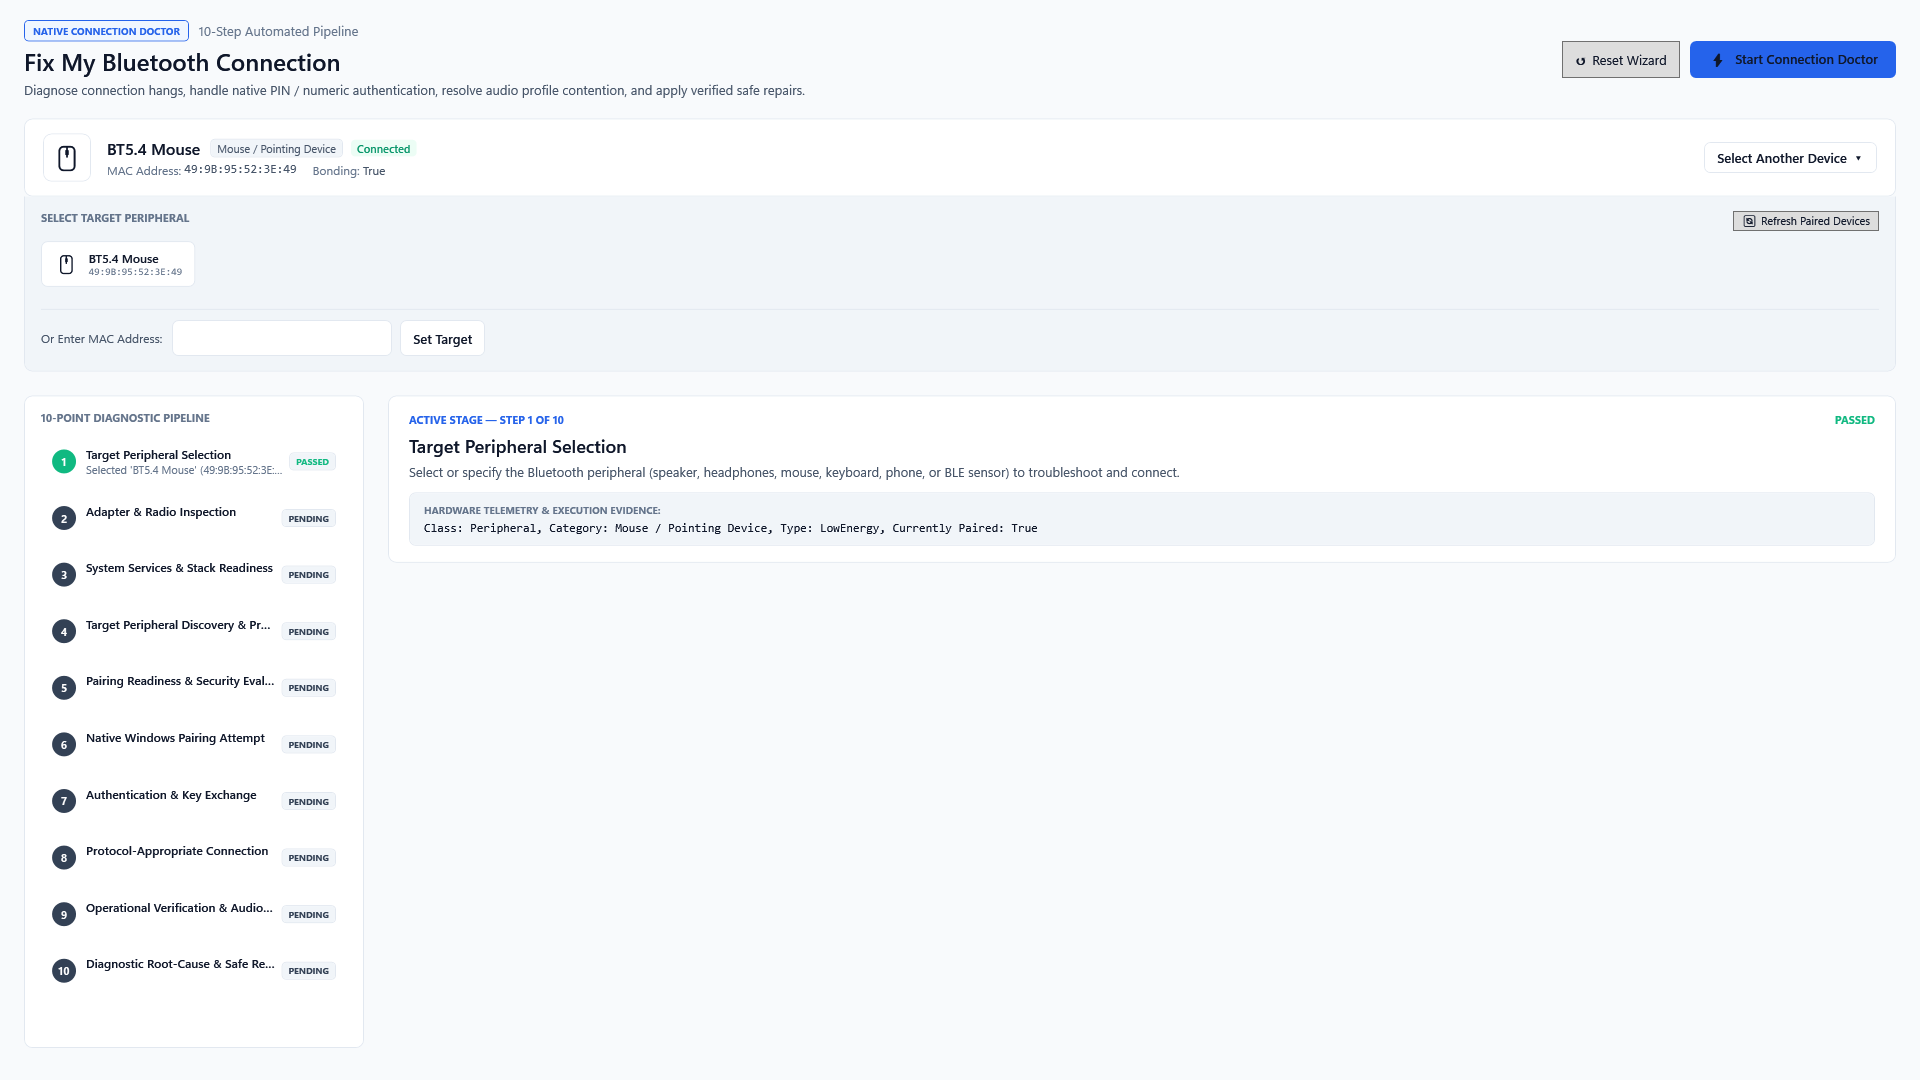 NATIVE CONNECTION DOCTOR 10-Step Automated Pipeline
Fix My Bluetooth Connection
Diagnose connection hangs, handle native PIN / numeric authentication, resolve audio profile contention, and apply verified safe repairs.
↺ Reset Wizard
Start Connection Doctor
BT5.4 Mouse Mouse / Pointing Device Connected
MAC Address: 49:9B:95:52:3E:49 Bonding: True
Select Another Device ▾
SELECT TARGET PERIPHERAL
Refresh Paired Devices
BT5.4 Mouse
49:9B:95:52:3E:49
Or Enter MAC Address:
Set Target
10-POINT DIAGNOSTIC PIPELINE
1 Target Peripheral Selection PASSED
Selected 'BT5.4 Mouse' (49:9B:95:52:3E:...
2 Adapter & Radio Inspection PENDING
3 System Services & Stack Readiness PENDING
4 Target Peripheral Discovery & Pr... PENDING
5 Pairing Readiness & Security Eval... PENDING
6 Native Windows Pairing Attempt PENDING
7 Authentication & Key Exchange PENDING
8 Protocol-Appropriate Connection PENDING
9 Operational Verification & Audio... PENDING
10 Diagnostic Root-Cause & Safe Re... PENDING
ACTIVE STAGE — STEP 1 OF 10 PASSED
Target Peripheral Selection
Select or specify the Bluetooth peripheral (speaker, headphones, mouse, keyboard, phone, or BLE sensor) to troubleshoot and connect.
HARDWARE TELEMETRY & EXECUTION EVIDENCE:
Class: Peripheral, Category: Mouse / Pointing Device, Type: LowEnergy, Currently Paired: True